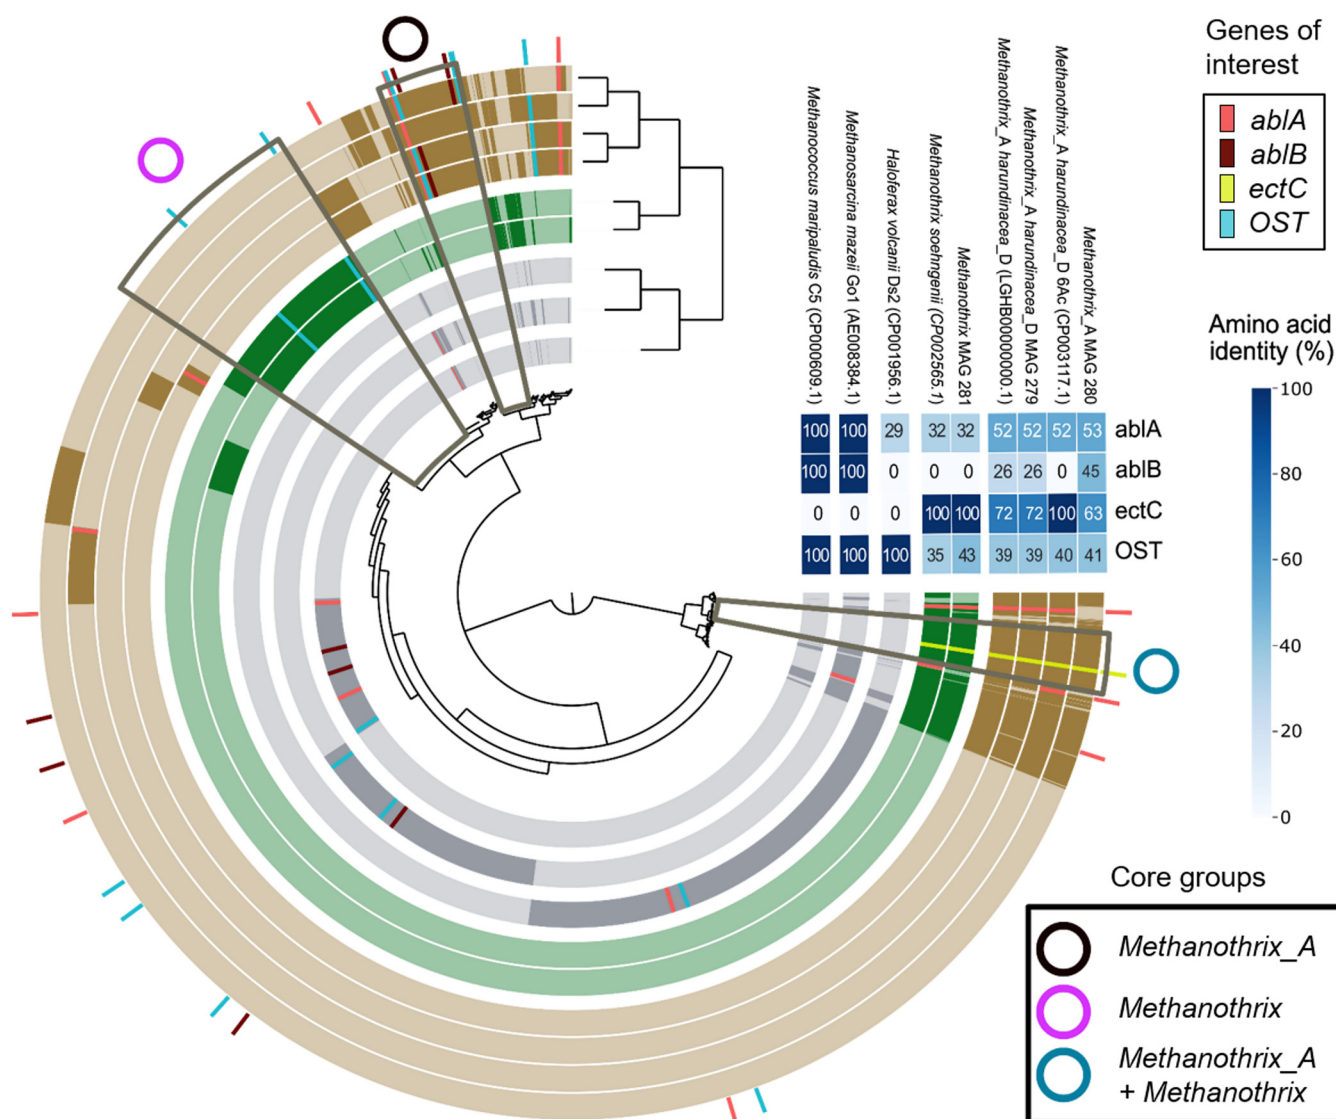 Genes of
interest
ablA
ablB
ectC
OST
Methanococcus maripaludis C5 (CP000609.1)
Methanosarcina mazeii Go1 (AE008384.1)
Haloferax volcanii Ds2 (CP001956.1)
Methanothrix soehngenii (CP002565.1)
Methanothrix MAG 281
Methanothrix_A harundinacea_D (LGHB00000000.1)
Methanothrix_A harundinacea_D MAG 279
Methanothrix_A harundinacea_D 6Ac (CP003117.1)
Methanothrix_A MAG 280
Amino acid
identity (%)
100
80
60
40
20
0
100 100 29 32 32 52 52 52 53 ablA
100 100 0 0 0 26 26 0 45 ablB
0 0 0 100 100 72 72 100 63 ectC
100 100 100 35 43 39 39 40 41 OST
Core groups
Methanothrix_A
Methanothrix
Methanothrix_A
+ Methanothrix